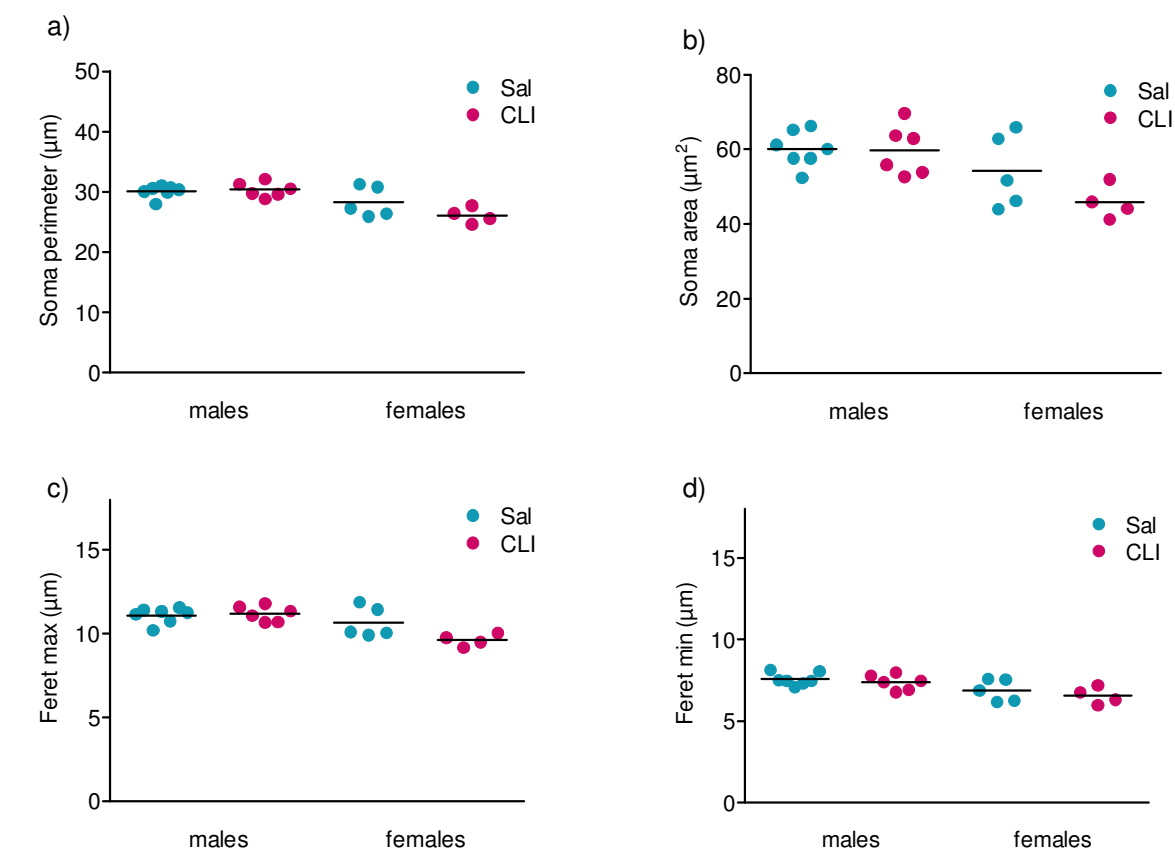 a)
Soma perimeter (µm)
50
40
30
20
10
0
Sal
CLI
males females
b)
Soma area (µm²)
80
60
40
20
0
Sal
CLI
males females
c)
Feret max (µm)
15
10
5
0
Sal
CLI
males females
d)
Feret min (µm)
15
10
5
0
Sal
CLI
males females